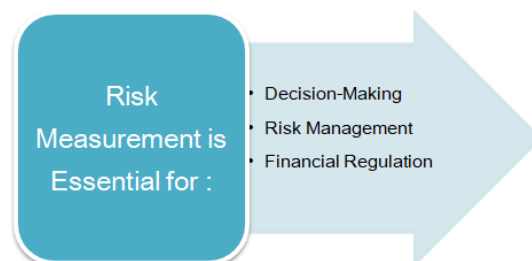 Risk
Measurement is
Essential for :
• Decision-Making
• Risk Management
• Financial Regulation